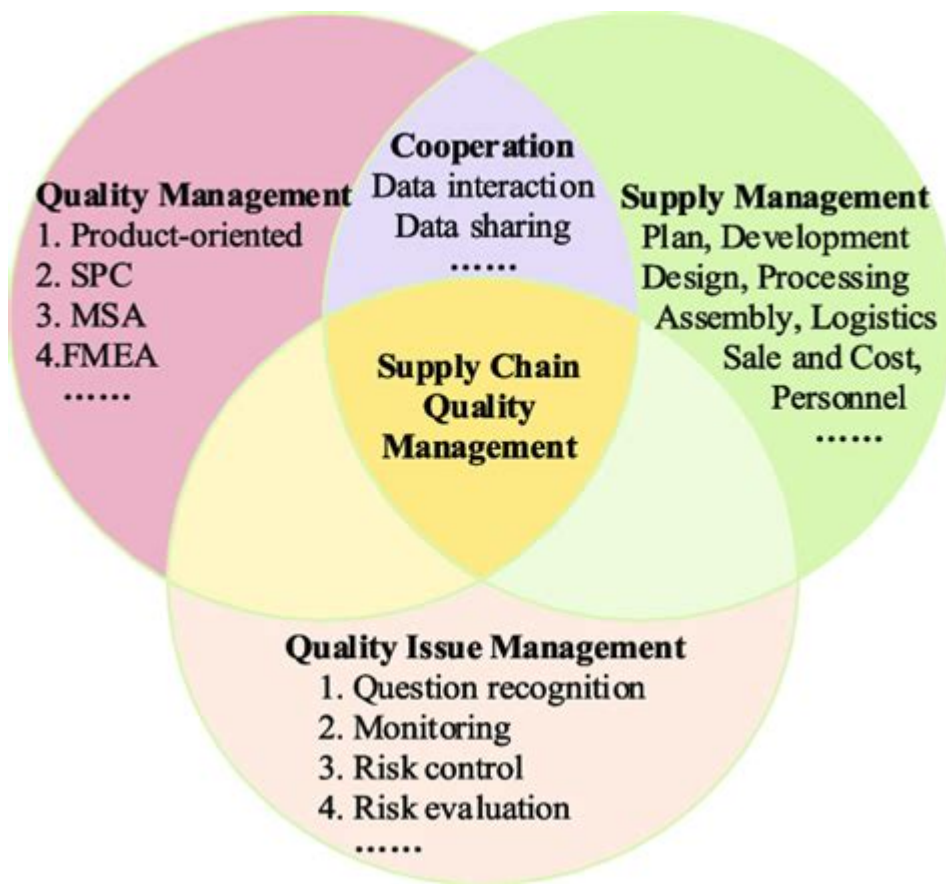 Cooperation
Data interaction
Data sharing
......
Quality Management
1. Product-oriented
2. SPC
3. MSA
4.FMEA
......
Supply Management
Plan, Development
Design, Processing
Assembly, Logistics
Sale and Cost,
Personnel
......
Supply Chain
Quality
Management
Quality Issue Management
1. Question recognition
2. Monitoring
3. Risk control
4. Risk evaluation
......